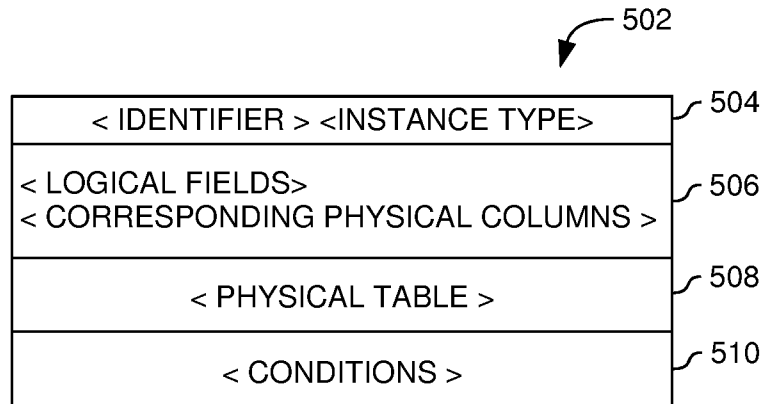 502
< IDENTIFIER > <INSTANCE TYPE>
504
< LOGICAL FIELDS>
< CORRESPONDING PHYSICAL COLUMNS >
506
< PHYSICAL TABLE >
508
< CONDITIONS >
510